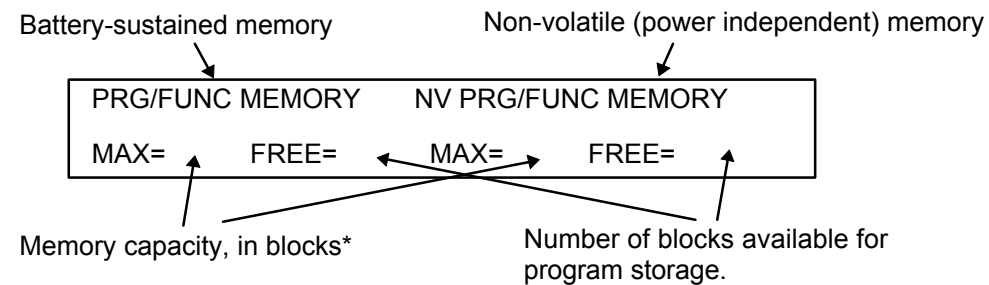 Battery-sustained memory
Non-volatile (power independent) memory
PRG/FUNC MEMORY NV PRG/FUNC MEMORY
MAX= FREE= MAX= FREE=
Memory capacity, in blocks*
Number of blocks available for
program storage.